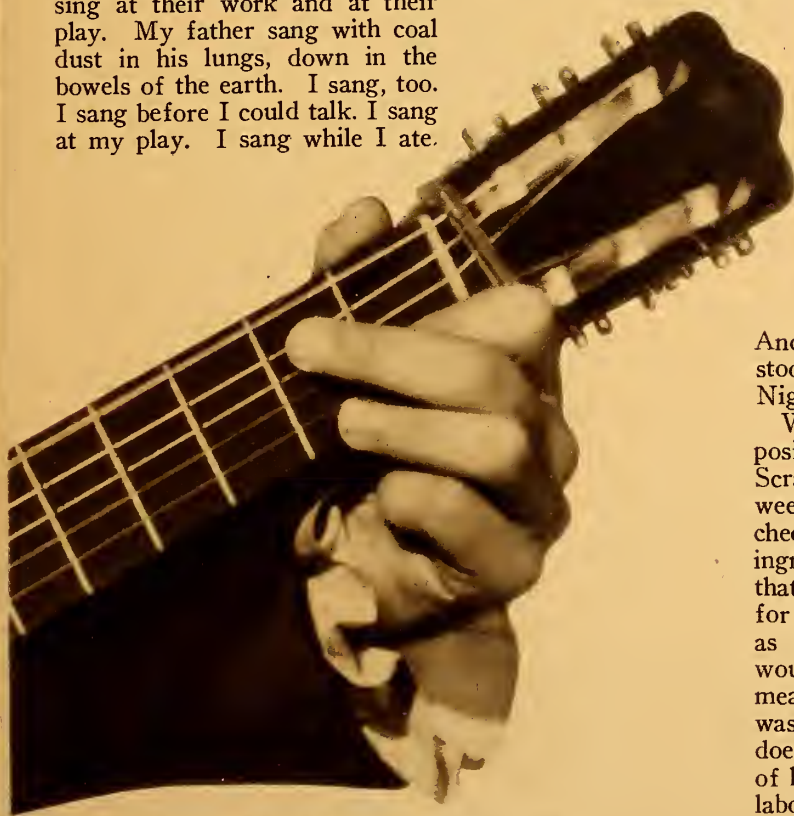 sing at their work and at their
play. My father sang with coal
dust in his lungs, down in the
bowels of the earth. I sang, too.
I sang before I could talk. I sang
at my play. I sang while I ate.
stoo
Nig
posi
Scra
wee
chee
ingr
that
for
as
wou
mea
was
doe
of
labo